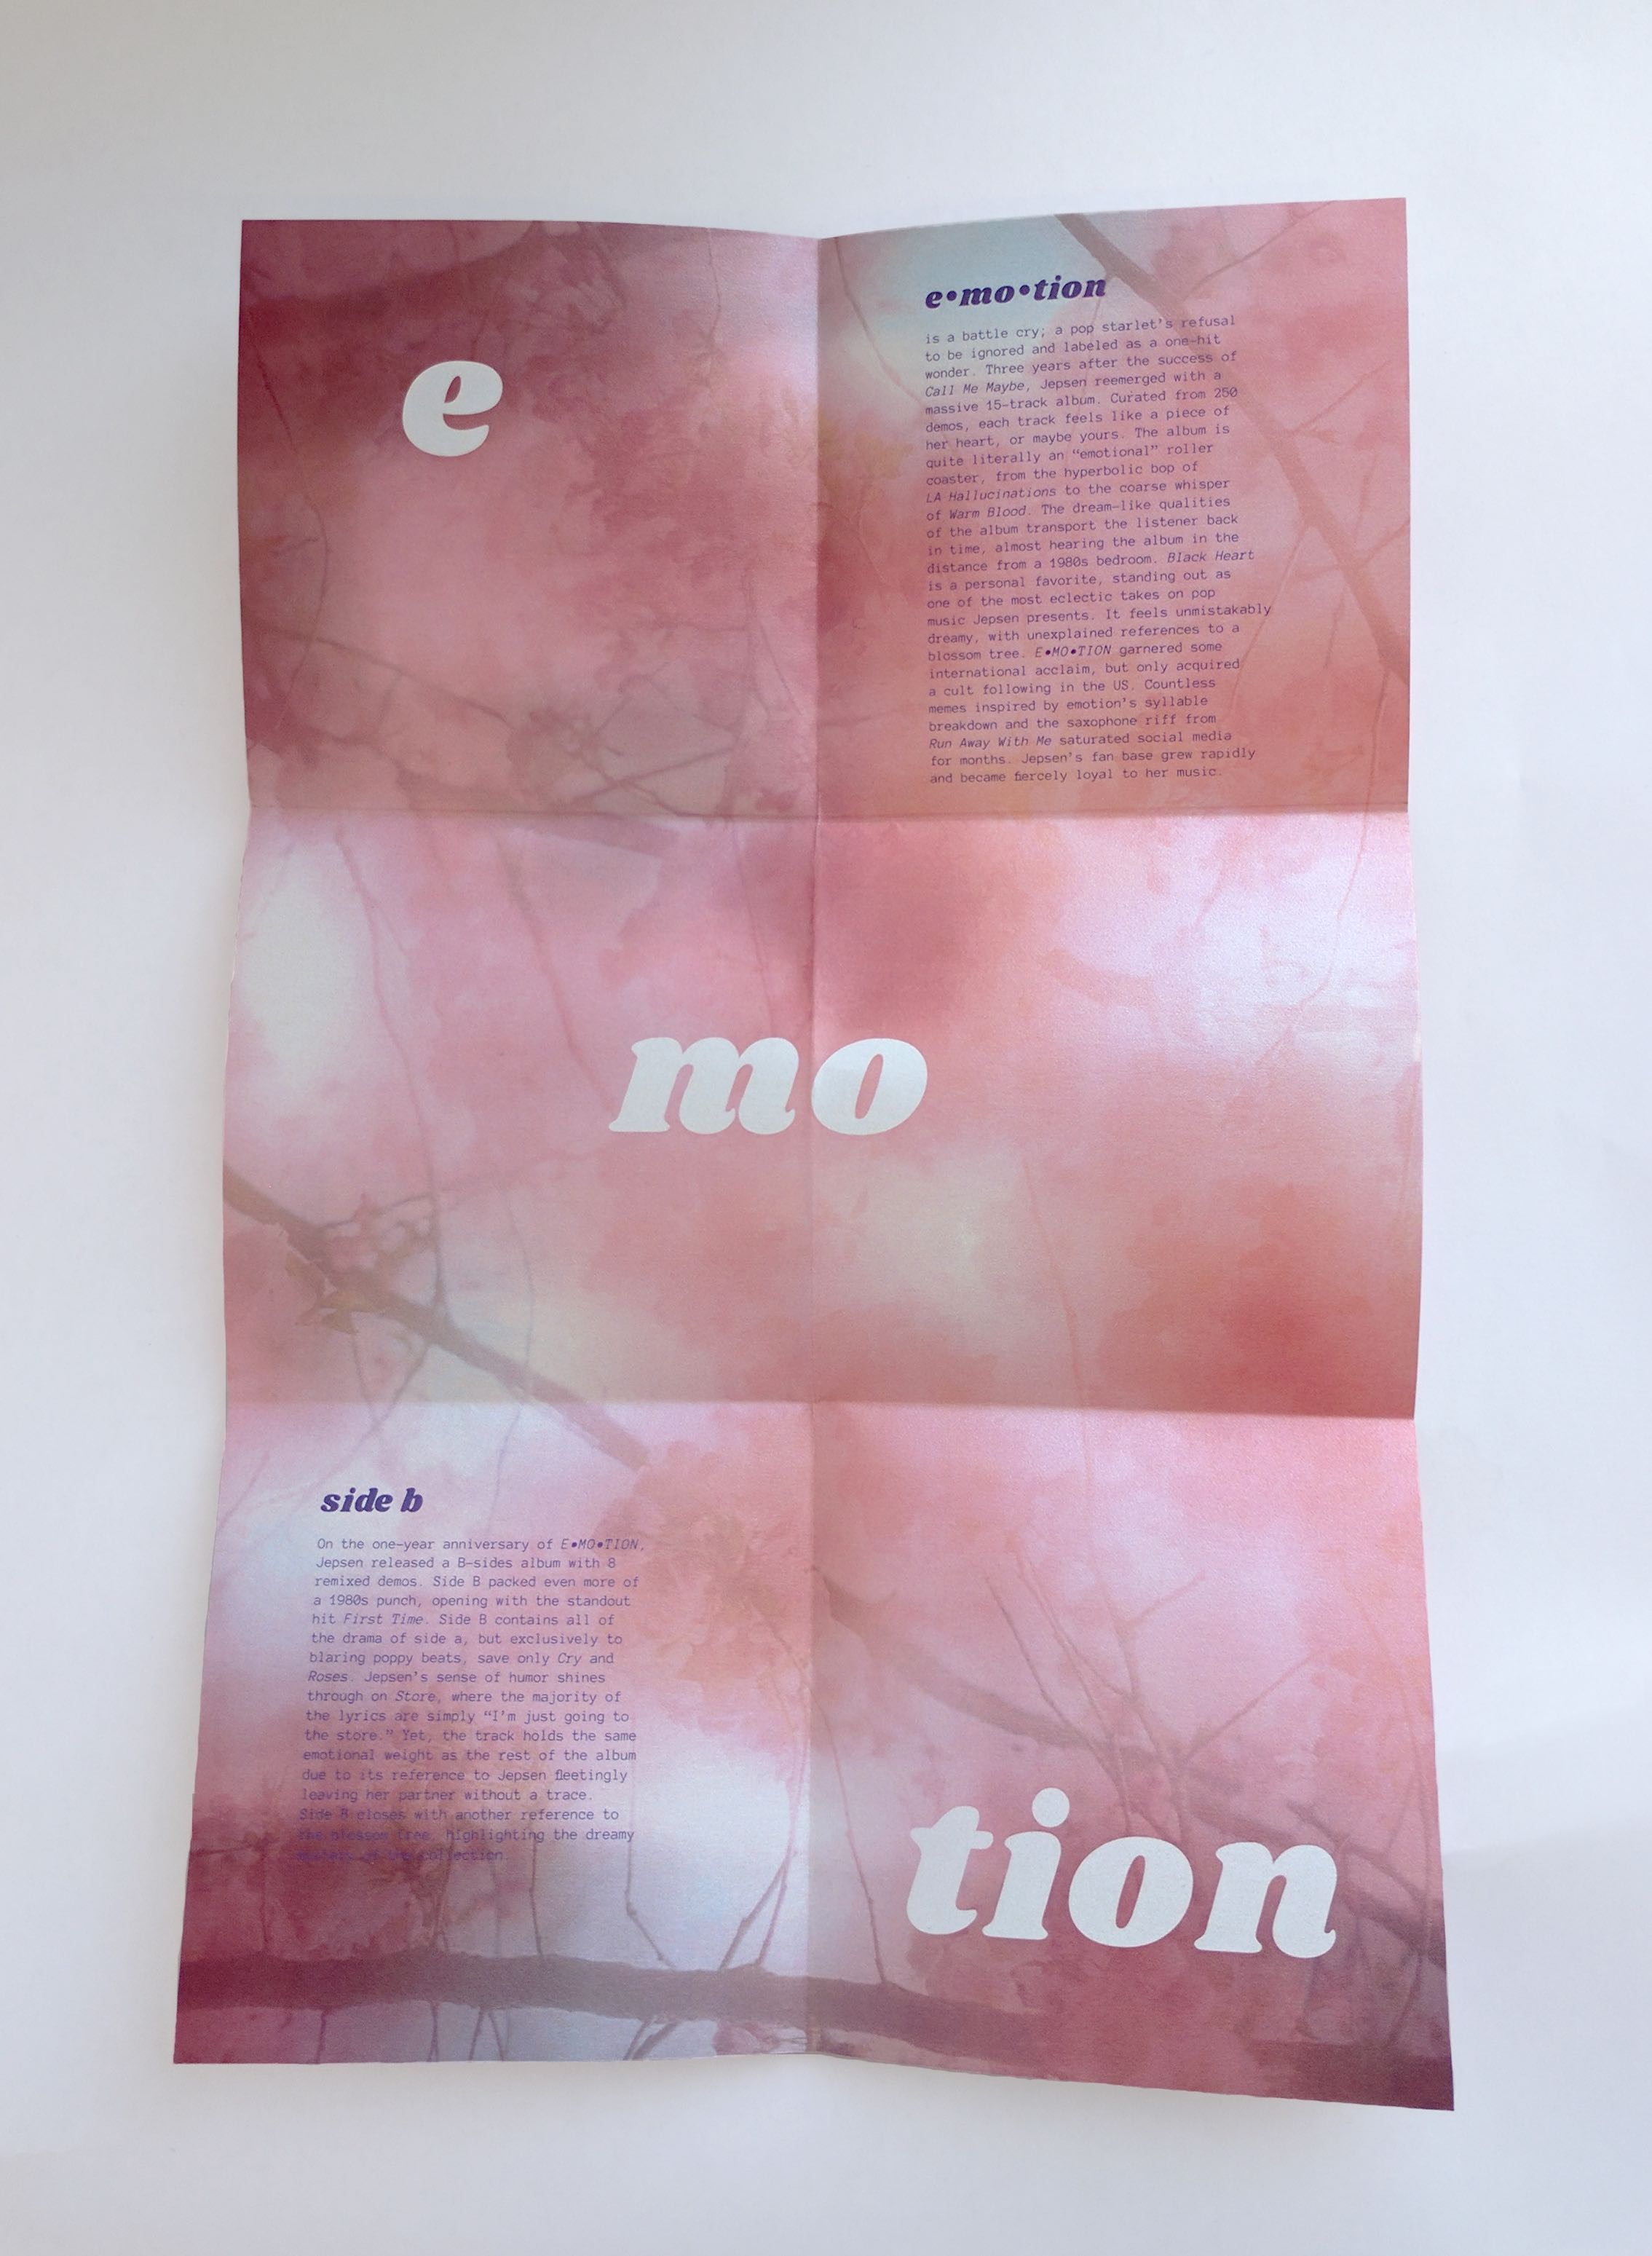 e
e•mo•tion
is a battle cry; a pop starlet's refusal
to be ignored and labeled as a one-hit
wonder. Three years after the success of
Call Me Maybe, Jepsen reemerged with a
massive 15-track album. Curated from 250
demos, each track feels like a piece of
her heart, or maybe yours. The album is
quite literally an “emotional” roller
coaster, from the hyperbolic bop of
LA Hallucinations to the coarse whisper
of Warm Blood. The dream-like qualities
of the album transport the listener back
in time, almost hearing the album in the
distance from a 1980s bedroom. Black Heart
is a personal favorite, standing out as
one of the most eclectic takes on pop
music Jepsen presents. It feels unmistakably
dreamy, with unexplained references to a
blossom tree. E•MO•TION garnered some
international acclaim, but only acquired
a cult following in the US. Countless
memes inspired by emotion's syllable
breakdown and the saxophone riff from
Run Away With Me saturated social media
for months. Jepsen's fan base grew rapidly
and became fiercely loyal to her music.
mo
side b
On the one-year anniversary of E•MO•TION,
Jepsen released a B-sides album with 8
remixed demos. Side B packed even more of
a 1980s punch, opening with the standout
hit First Time. Side B contains all of
the drama of side a, but exclusively to
blaring poppy beats, save only Cry and
Roses. Jepsen's sense of humor shines
through on Store, where the majority of
the lyrics are simply “I'm just going to
the store.” Yet, the track holds the same
emotional weight as the rest of the album
due to its reference to Jepsen fleetingly
leaving her partner without a trace.
Side B closes with another reference to
the blossom tree, highlighting the dreamy
of the collection.
tion